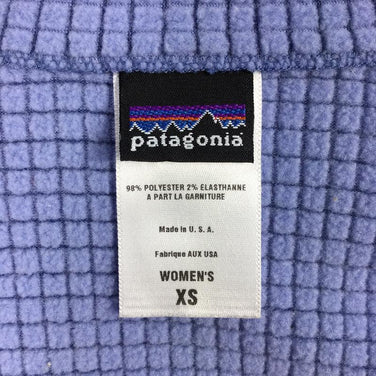 patagonia
98% POLYESTER 2% ELASTHANNE
A PART LA GARNITURE
Made in U. S. A.
Fabrique AUX USA
WOMEN'S
XS